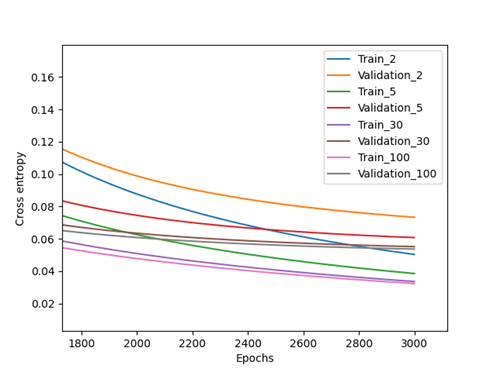 Train_2
Validation_2
Train_5
Validation_5
Train_30
Validation_30
Train_100
Validation_100
0.16
0.14
0.12
0.10
0.08
0.06
0.04
0.02
Cross entropy
1800 2000 2200 2400 2600 2800 3000
Epochs